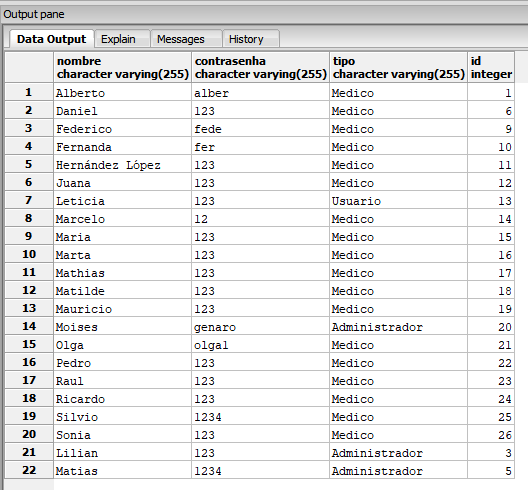 Output pane
Data Output Explain Messages History
nombre contrasenha tipo id
character varying(255) character varying(255) character varying(255) integer
1 Alberto alber Medico 1
2 Daniel 123 Medico 6
3 Federico fede Medico 9
4 Fernanda fer Medico 10
5 Hernández López 123 Medico 11
6 Juana 123 Medico 12
7 Leticia 123 Usuario 13
8 Marcelo 12 Medico 14
9 Maria 123 Medico 15
10 Marta 123 Medico 16
11 Mathias 123 Medico 17
12 Matilde 123 Medico 18
13 Mauricio 123 Medico 19
14 Moises genaro Administrador 20
15 Olga olgal Medico 21
16 Pedro 123 Medico 22
17 Raul 123 Medico 23
18 Ricardo 123 Medico 24
19 Silvio 1234 Medico 25
20 Sonia 123 Medico 26
21 Lilian 123 Administrador 3
22 Matias 1234 Administrador 5